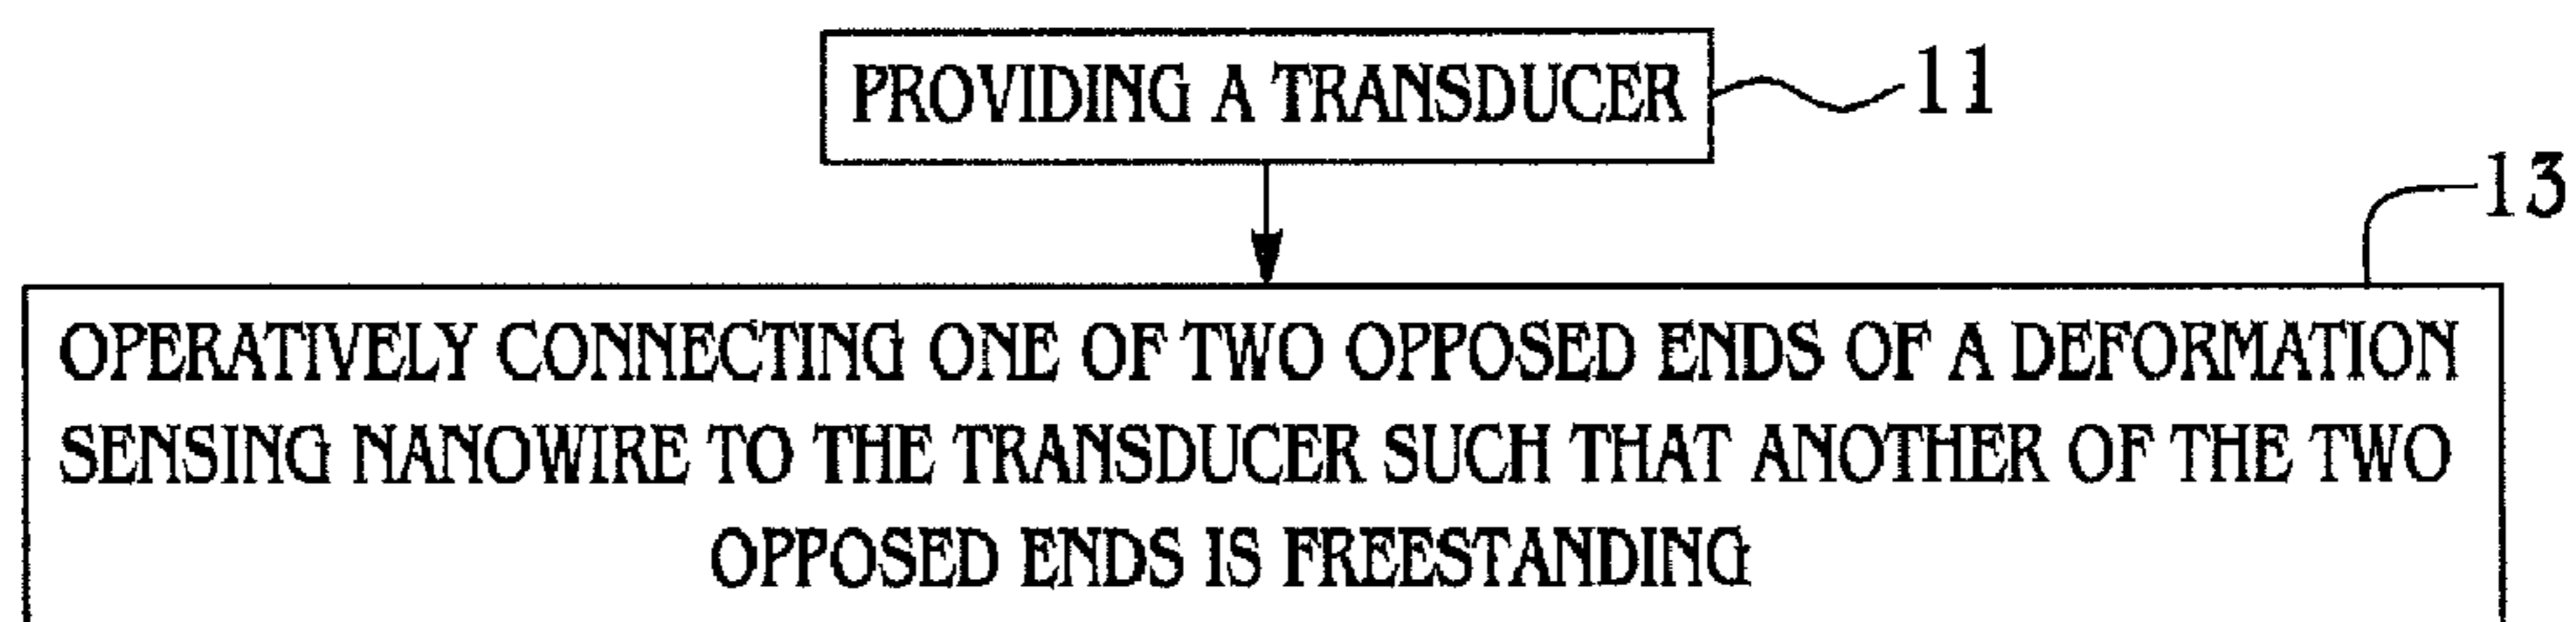 PROVIDING A TRANSDUCER
11
13
OPERATIVELY CONNECTING ONE OF TWO OPPOSED ENDS OF A DEFORMATION
SENSING NANOWIRE TO THE TRANSDUCER SUCH THAT ANOTHER OF THE TWO
OPPOSED ENDS IS FREESTANDING